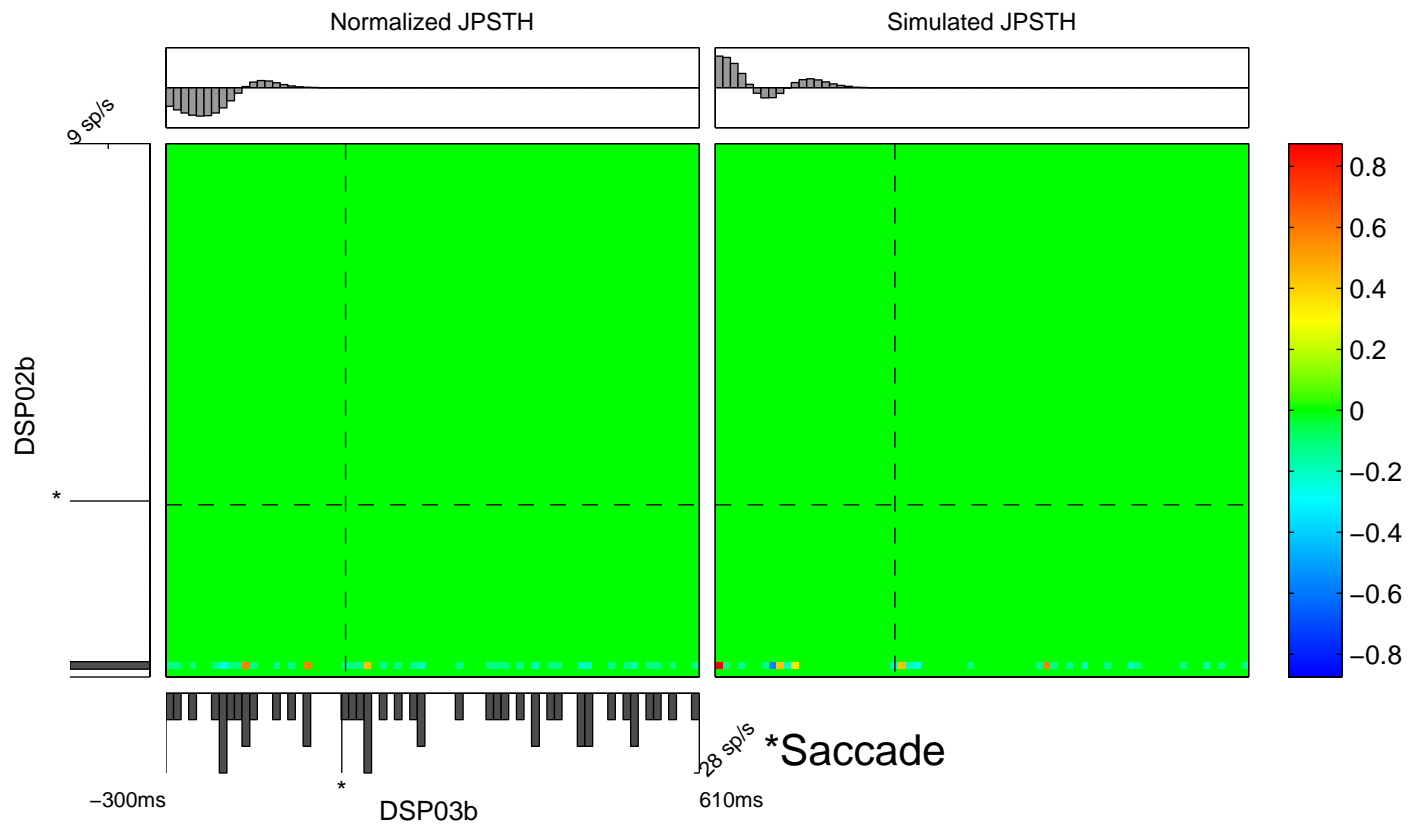 Normalized JPSTH
Simulated JPSTH
9 sp/s
DSP02b
*
0.8
0.6
0.4
0.2
0
−0.2
−0.4
−0.6
−0.8
28 sp/s
*Saccade
*
−300ms
DSP03b
610ms